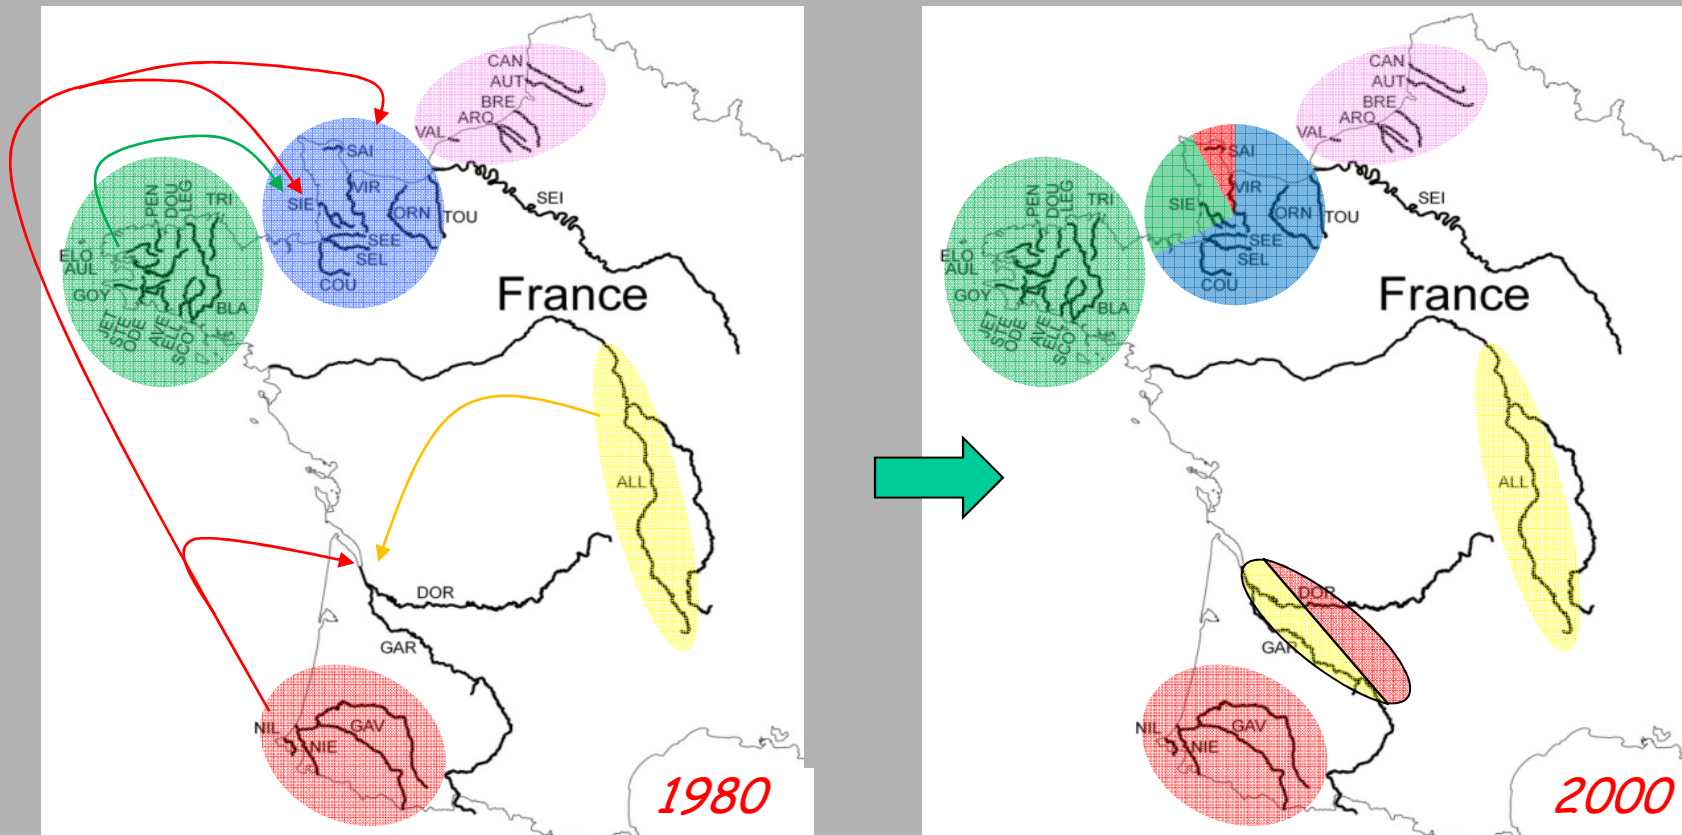 CAN
AUT
BRE
ARQ
VAL
SAI
VIR
SIE
ORN
TOU
SEI
SEE
SEL
COU
PEN
DOU
LEG
TRI
ELO
AUL
GOY
BLA
JET
STE
ODE
AVE
ELL
SCO
France
ALL
DOR
GAR
NIL
GAV
NIE
1980
CAN
AUT
BRE
ARQ
VAL
SAI
VIR
SIE
ORN
TOU
SEI
SEE
SEL
COU
PEN
DOU
LEG
TRI
ELO
AUL
GOY
BLA
JET
STE
ODE
AVE
ELL
SCO
France
ALL
DOR
GAR
NIL
GAV
NIE
2000